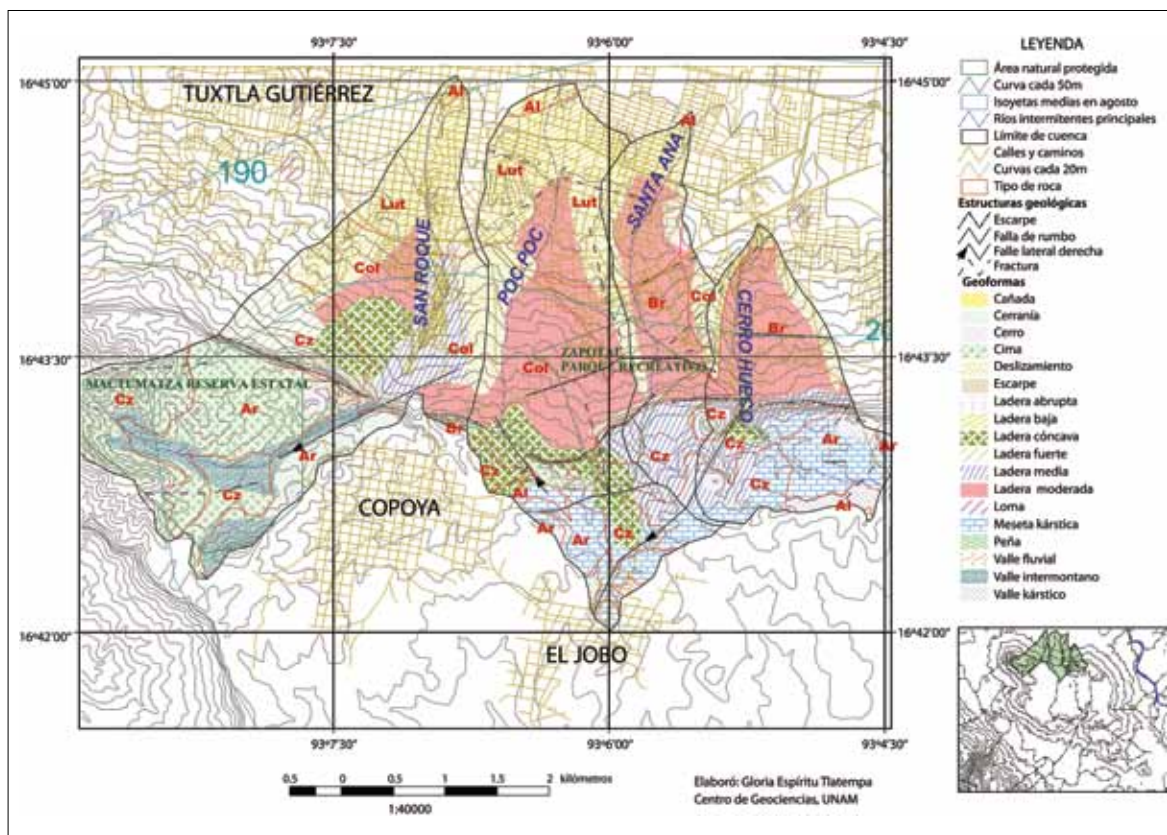 93°7'30"
93°6'00"
93°4'30"
16°45'00"
16°45'00"
TUXTLA GUTIÉRREZ
Al
Al
Al
190
Lut
Lut
Lut
SANTA ANA
POC POC
SAN ROQUE
CERRO HUECO
Col
Col
Br
Br
20
Cz
Col
16°43'30"
16°43'30"
ZAPOTAL
PARQUE RECREATIVO
Col
MACTUMATZA RESERVA ESTATAL
Cz
Ar
Br
Cz
Cz
Ar
Ar
Ar
Cz
Cz
Cz
Cz
Al
Al
COPOYA
Ar
Ar
Cz
16°42'00"
16°42'00"
EL JOBO
93°7'30"
93°6'00"
93°4'30"
LEYENDA
Área natural protegida
Curva cada 50m
Isoyetas medias en agosto
Ríos intermitentes principales
Límite de cuenca
Calles y caminos
Curvas cada 20m
Tipo de roca
Estructuras geológicas
Escarpe
Falla de rumbo
Falle lateral derecha
Fractura
Geoformas
Cañada
Cerranía
Cerro
Cima
Deslizamiento
Escarpe
Ladera abrupta
Ladera baja
Ladera cóncava
Ladera fuerte
Ladera media
Ladera moderada
Loma
Meseta kárstica
Peña
Valle fluvial
Valle intermontano
Valle kárstico
0.5 0 0.5 1 1.5 2 kilómetros
1:40000
Elaboró: Gloria Espíritu Tlatempa
Centro de Geociencias, UNAM